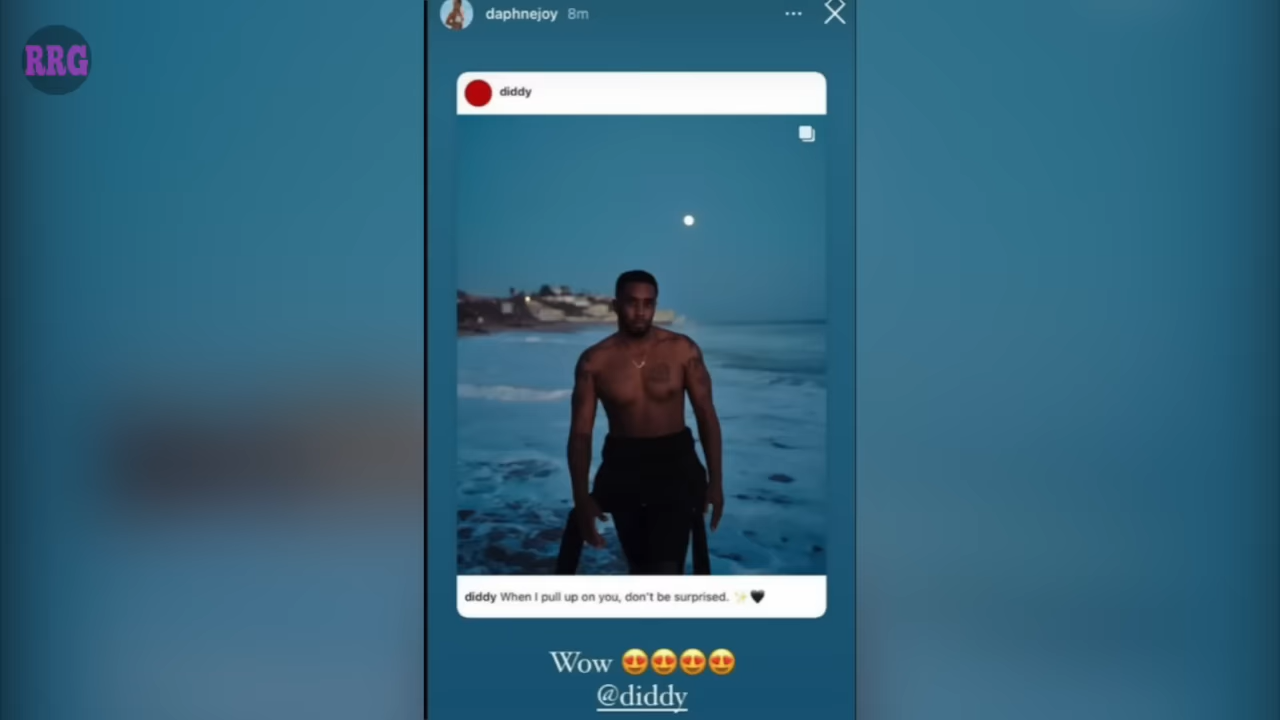 RRG
daphnejoy 8m
diddy
diddy When I pull up on you, don't be surprised. ✨🖤
Wow 😍😍😍😍
@diddy